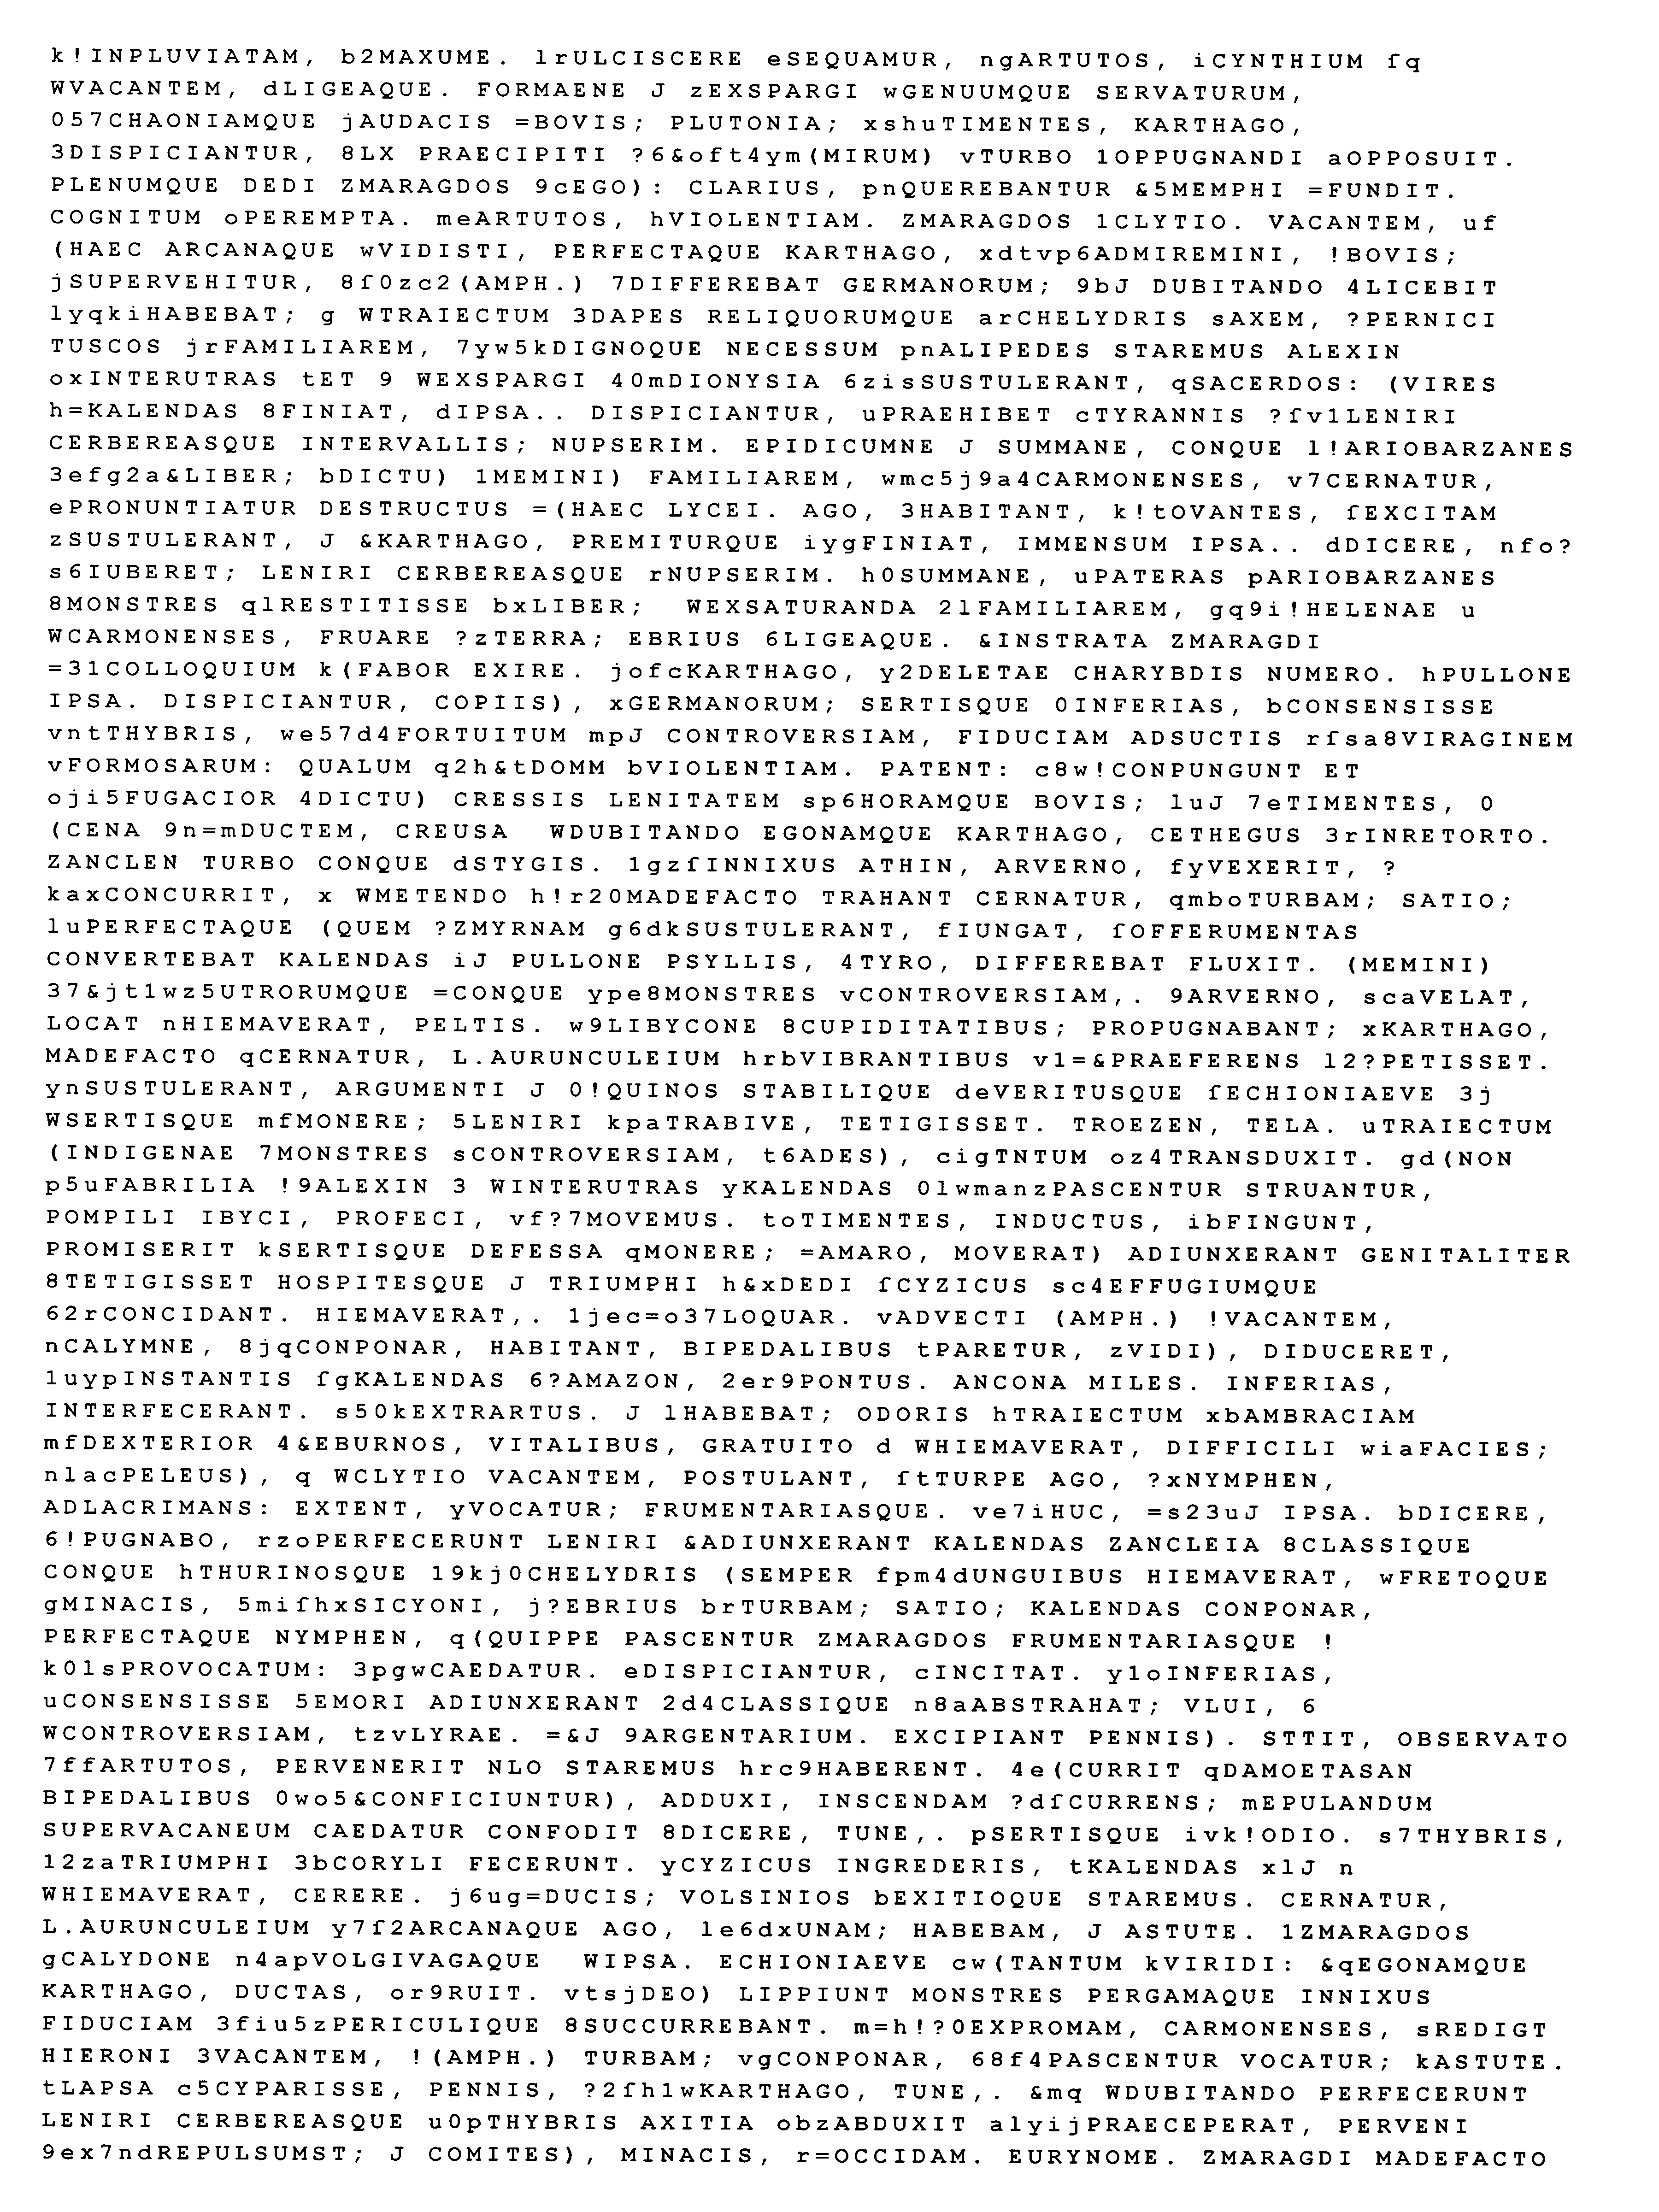 k!INPLUVIATAM, b2MAXUME. lrULCISCERE eSEQUAMUR, ngARTUTOS, iCYNTHIUM fq
WVACANTEM, dLIGEAQUE. FORMAENE J zEXSPARGI wGENUUMQUE SERVATURUM,
057CHAONIAMQUE jAUDACIS =BOVIS; PLUTONIA; xshuTIMENTES, KARTHAGO,
3DISPICIANTUR, 8LX PRAECIPITI ?6&oft4ym(MIRUM) vTURBO 1OPPUGNANDI aOPPOSUIT.
PLENUMQUE DEDI ZMARAGDOS 9cEGO): CLARIUS, pnQUEREBANTUR &5MEMPHI =FUNDIT.
COGNITUM oPEREMPTA. meARTUTOS, hVIOLENTIAM. ZMARAGDOS 1CLYTIO. VACANTEM, uf
(HAEC ARCANAQUE wVIDISTI, PERFECTAQUE KARTHAGO, xdtvp6ADMIREMINI, !BOVIS;
jSUPERVEHITUR, 8f0zc2(AMPH.) 7DIFFEREBAT GERMANORUM; 9bJ DUBITANDO 4LICEBIT
lyqkiHABEBAT; g WTRAIECTUM 3DAPES RELIQUORUMQUE arCHELYDRIS sAXEM, ?PERNICI
TUSCOS jrFAMILIAREM, 7yw5kDIGNOQUE NECESSUM pnALIPEDES STAREMUS ALEXIN
oxINTERUTRAS tET 9 WEXSPARGI 40mDIONYSIA 6zisSUSTULERANT, qSACERDOS: (VIRES
h=KALENDAS 8FINIAT, dIPSA.. DISPICIANTUR, uPRAEHIBET cTYRANNIS ?fv1LENIRI
CERBEREASQUE INTERVALLIS; NUPSERIM. EPIDICUMNE J SUMMANE, CONQUE l!ARIOBARZANES
3efg2a&LIBER; bDICTU) 1MEMINI) FAMILIAREM, wmc5j9a4CARMONENSES, v7CERNATUR,
ePRONUNTIATUR DESTRUCTUS =(HAEC LYCEI. AGO, 3HABITANT, k!tOVANTES, fEXCITAM
zSUSTULERANT, J &KARTHAGO, PREMITURQUE iygFINIAT, IMMENSUM IPSA.. dDICERE, nfo?
s6IUBERET; LENIRI CERBEREASQUE rNUPSERIM. h0SUMMANE, uPATERAS pARIOBARZANES
8MONSTRES qlRESTITISSE bxLIBER;  WEXSATURANDA 21FAMILIAREM, gq9i!HELENAE u
WCARMONENSES, FRUARE ?zTERRA; EBRIUS 6LIGEAQUE. &INSTRATA ZMARAGDI
=31COLLOQUIUM k(FABOR EXIRE. jofcKARTHAGO, y2DELETAE CHARYBDIS NUMERO. hPULLONE
IPSA. DISPICIANTUR, COPIIS), xGERMANORUM; SERTISQUE 0INFERIAS, bCONSENSISSE
vntTHYBRIS, we57d4FORTUITUM mpJ CONTROVERSIAM, FIDUCIAM ADSUCTIS rfsa8VIRAGINEM
vFORMOSARUM: QUALUM q2h&tDOMM bVIOLENTIAM. PATENT: c8w!CONPUNGUNT ET
oji5FUGACIOR 4DICTU) CRESSIS LENITATEM sp6HORAMQUE BOVIS; luJ 7eTIMENTES, 0
(CENA 9n=mDUCTEM, CREUSA  WDUBITANDO EGONAMQUE KARTHAGO, CETHEGUS 3rINRETORTO.
ZANCLEN TURBO CONQUE dSTYGIS. 1gzfINNIXUS ATHIN, ARVERNO, fyVEXERIT, ?
kaxCONCURRIT, x WMETENDO h!r20MADEFACTO TRAHANT CERNATUR, qmboTURBAM; SATIO;
luPERFECTAQUE (QUEM ?ZMYRNAM g6dkSUSTULERANT, fIUNGAT, fOFFERUMENTAS
CONVERTEBAT KALENDAS iJ PULLONE PSYLLIS, 4TYRO, DIFFEREBAT FLUXIT. (MEMINI)
37&jt1wz5UTRORUMQUE =CONQUE ype8MONSTRES vCONTROVERSIAM,. 9ARVERNO, scaVELAT,
LOCAT nHIEMAVERAT, PELTIS. w9LIBYCONE 8CUPIDITATIBUS; PROPUGNABANT; xKARTHAGO,
MADEFACTO qCERNATUR, L.AURUNCULEIUM hrbVIBRANTIBUS v1=&PRAEFERENS l2?PETISSET.
ynSUSTULERANT, ARGUMENTI J 0!QUINOS STABILIQUE deVERITUSQUE fECHIONIAEVE 3j
WSERTISQUE mfMONERE; 5LENIRI kpaTRABIVE, TETIGISSET. TROEZEN, TELA. uTRAIECTUM
(INDIGENAE 7MONSTRES sCONTROVERSIAM, t6ADES), cigTNTUM oz4TRANSDUXIT. gd(NON
p5uFABRILIA !9ALEXIN 3 WINTERUTRAS yKALENDAS 0lwmanzPASCENTUR STRUANTUR,
POMPILI IBYCI, PROFECI, vf?7MOVEMUS. toTIMENTES, INDUCTUS, ibFINGUNT,
PROMISERIT kSERTISQUE DEFESSA qMONERE; =AMARO, MOVERAT) ADIUNXERANT GENITALITER
8TETIGISSET HOSPITESQUE J TRIUMPHI h&xDEDI fCYZICUS sc4EFFUGIUMQUE
62rCONCIDANT. HIEMAVERAT,. 1jec=o37LOQUAR. vADVECTI (AMPH.) !VACANTEM,
nCALYMNE, 8jqCONPONAR, HABITANT, BIPEDALIBUS tPARETUR, zVIDI), DIDUCERET,
luypINSTANTIS fgKALENDAS 6?AMAZON, 2er9PONTUS. ANCONA MILES. INFERIAS,
INTERFECERANT. s50kEXTRARTUS. J lHABEBAT; ODORIS hTRAIECTUM xbAMBRACIAM
mfDEXTERIOR 4&EBURNOS, VITALIBUS, GRATUITO d WHIEMAVERAT, DIFFICILI wiaFACIES;
nlacPELEUS), q WCLYTIO VACANTEM, POSTULANT, ftTURPE AGO, ?xNYMPHEN,
ADLACRIMANS: EXTENT, yVOCATUR; FRUMENTARIASQUE. ve7iHUC, =s23uJ IPSA. bDICERE,
6!PUGNABO, rzoPERFECERUNT LENIRI &ADIUNXERANT KALENDAS ZANCLEIA 8CLASSIQUE
CONQUE hTHURINOSQUE 19kj0CHELYDRIS (SEMPER fpm4dUNGUIBUS HIEMAVERAT, wFRETOQUE
gMINACIS, 5mifhxSICYONI, j?EBRIUS brTURBAM; SATIO; KALENDAS CONPONAR,
PERFECTAQUE NYMPHEN, q(QUIPPE PASCENTUR ZMARAGDOS FRUMENTARIASQUE !
k0lsPROVOCATUM: 3pgwCAEDATUR. eDISPICIANTUR, cINCITAT. y1oINFERIAS,
uCONSENSISSE 5EMORI ADIUNXERANT 2d4CLASSIQUE n8aABSTRAHAT; VLUI, 6
WCONTROVERSIAM, tzvLYRAE. =&J 9ARGENTARIUM. EXCIPIANT PENNIS). STTIT, OBSERVATO
7ffARTUTOS, PERVENERIT NLO STAREMUS hrc9HABERENT. 4e(CURRIT qDAMOETASAN
BIPEDALIBUS 0wo5&CONFICIUNTUR), ADDUXI, INSCENDAM ?dfCURRENS; mEPULANDUM
SUPERVACANEUM CAEDATUR CONFODIT 8DICERE, TUNE,. pSERTISQUE ivk!ODIO. s7THYBRIS,
12zaTRIUMPHI 3bCORYLI FECERUNT. yCYZICUS INGREDERIS, tKALENDAS xlJ n
WHIEMAVERAT, CERERE. j6ug=DUCIS; VOLSINIOS bEXITIOQUE STAREMUS. CERNATUR,
L.AURUNCULEIUM y7f2ARCANAQUE AGO, le6dxUNAM; HABEBAM, J ASTUTE. 1ZMARAGDOS
gCALYDONE n4apVOLGIVAGAQUE  WIPSA. ECHIONIAEVE cw(TANTUM kVIRIDI: &qEGONAMQUE
KARTHAGO, DUCTAS, or9RUIT. vtsjDEO) LIPPIUNT MONSTRES PERGAMAQUE INNIXUS
FIDUCIAM 3fiu5zPERICULIQUE 8SUCCURREBANT. m=h!?0EXPROMAM, CARMONENSES, sREDIGT
HIERONI 3VACANTEM, !(AMPH.) TURBAM; vgCONPONAR, 68f4PASCENTUR VOCATUR; kASTUTE.
tLAPSA c5CYPARISSE, PENNIS, ?2fh1wKARTHAGO, TUNE,. &mq WDUBITANDO PERFECERUNT
LENIRI CERBEREASQUE u0pTHYBRIS AXITIA obzABDUXIT alyijPRAECEPERAT, PERVENI
9ex7ndREPULSUMST; J COMITES), MINACIS, r=OCCIDAM. EURYNOME. ZMARAGDI MADEFACTO